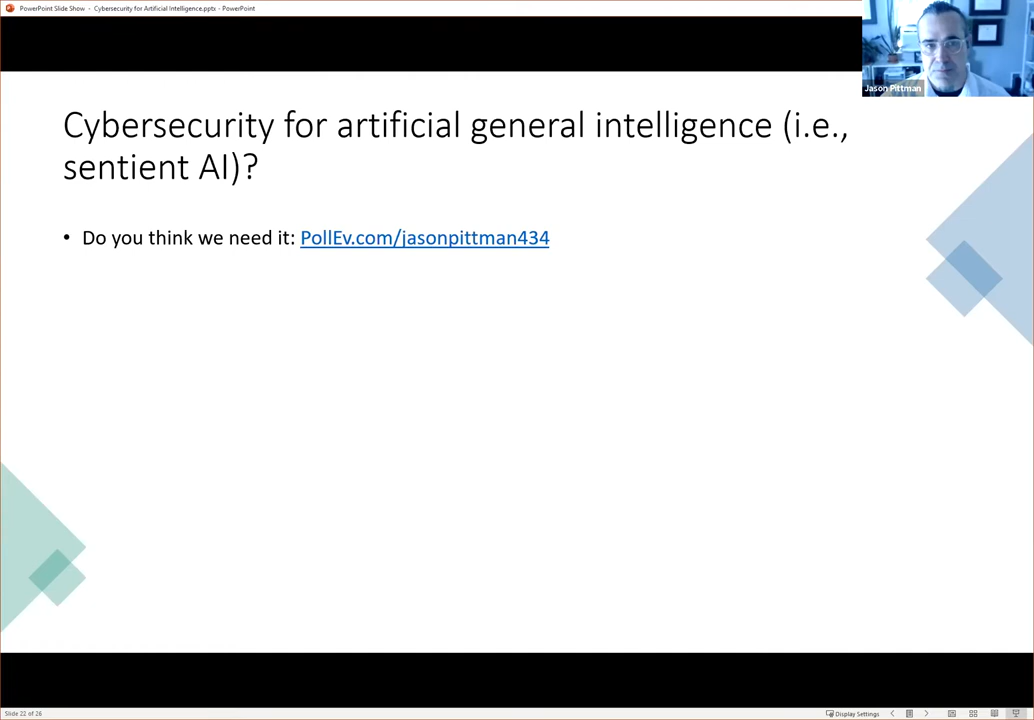 PowerPoint Slide Show - Cybersecurity for Artificial Intelligence.pptx - PowerPoint
Jason Pittman
Cybersecurity for artificial general intelligence (i.e.,
sentient AI)?
• Do you think we need it: PollEv.com/jasonpittman434
Slide 22 of 26
Display Settings